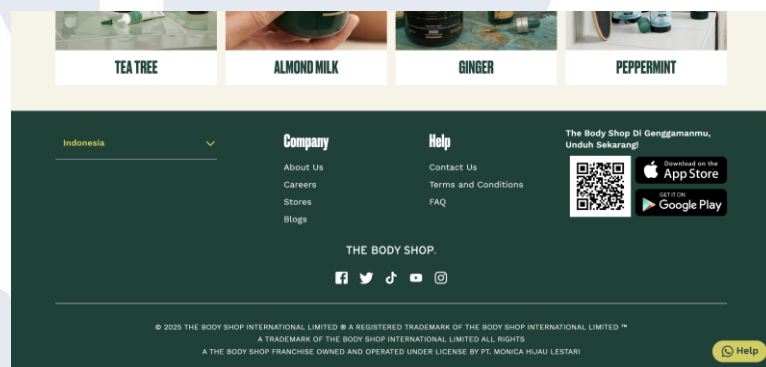 TEA TREE
ALMOND MILK
GINGER
PEPPERMINT
Indonesia
Company
About Us
Careers
Stores
Blogs
Help
Contact Us
Terms and Conditions
FAQ
The Body Shop Di Genggamanmu,
Unduh Sekarang!
Download on the
App Store
GET IT ON
Google Play
THE BODY SHOP.
© 2025 THE BODY SHOP INTERNATIONAL LIMITED ® A REGISTERED TRADEMARK OF THE BODY SHOP INTERNATIONAL LIMITED ™
A TRADEMARK OF THE BODY SHOP INTERNATIONAL LIMITED ALL RIGHTS
A THE BODY SHOP FRANCHISE OWNED AND OPERATED UNDER LICENSE BY PT. MONICA HIJAU LESTARI
Help